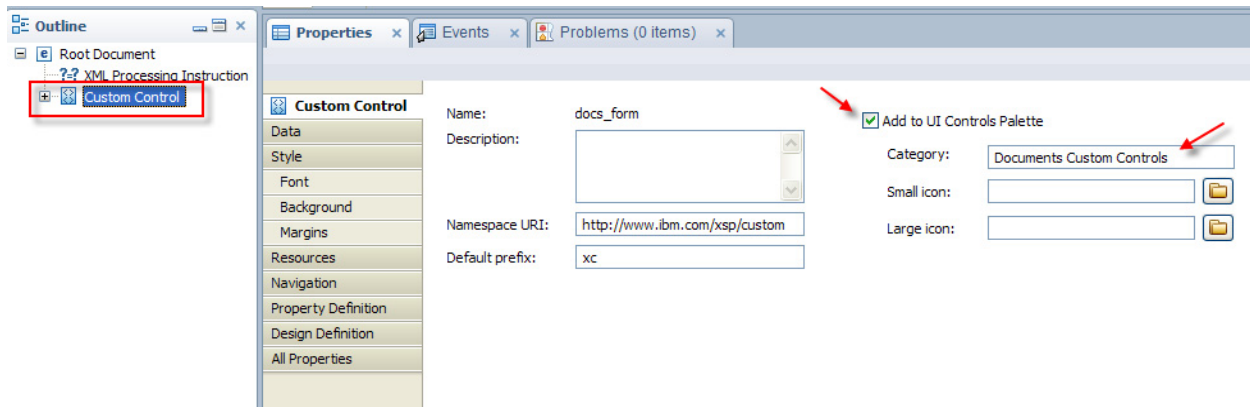 Outline
Root Document
?=? XML Processing Instruction
Custom Control
Properties
Events
Problems (0 items)
Custom Control
Data
Style
Font
Background
Margins
Resources
Navigation
Property Definition
Design Definition
All Properties
Name: docs_form
Description:
Namespace URI: http://www.ibm.com/xsp/custom
Default prefix: xc
Add to UI Controls Palette
Category: Documents Custom Controls
Small icon:
Large icon: